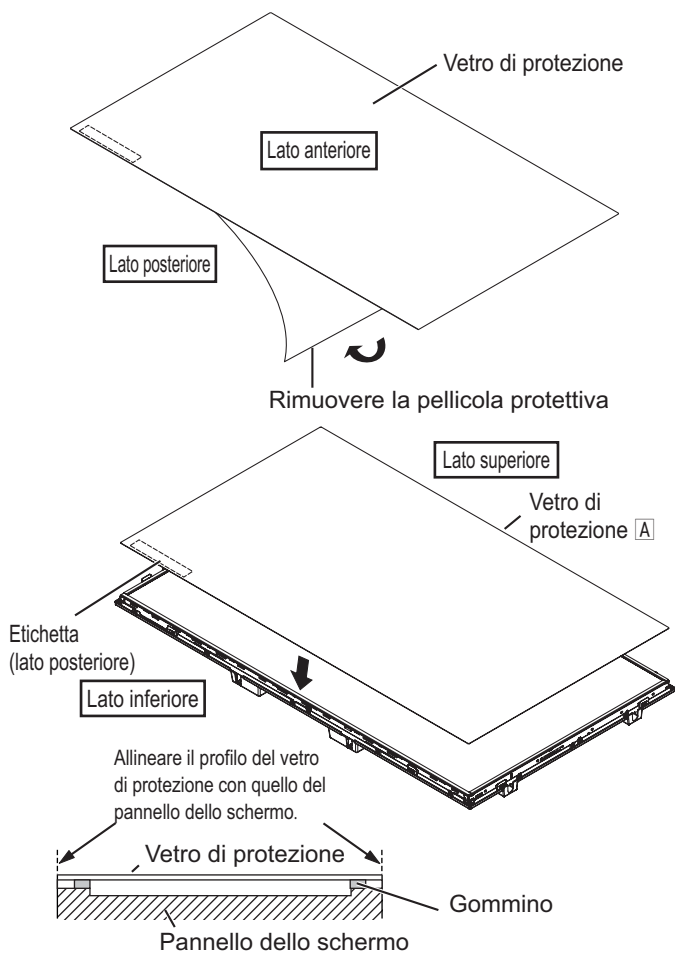 Vetro di protezione
Lato anteriore
Lato posteriore
Rimuovere la pellicola protettiva
Lato superiore
Vetro di
protezione A
Etichetta
(lato posteriore)
Lato inferiore
Allineare il profilo del vetro
di protezione con quello del
pannello dello schermo.
Vetro di protezione
Gommino
Pannello dello schermo